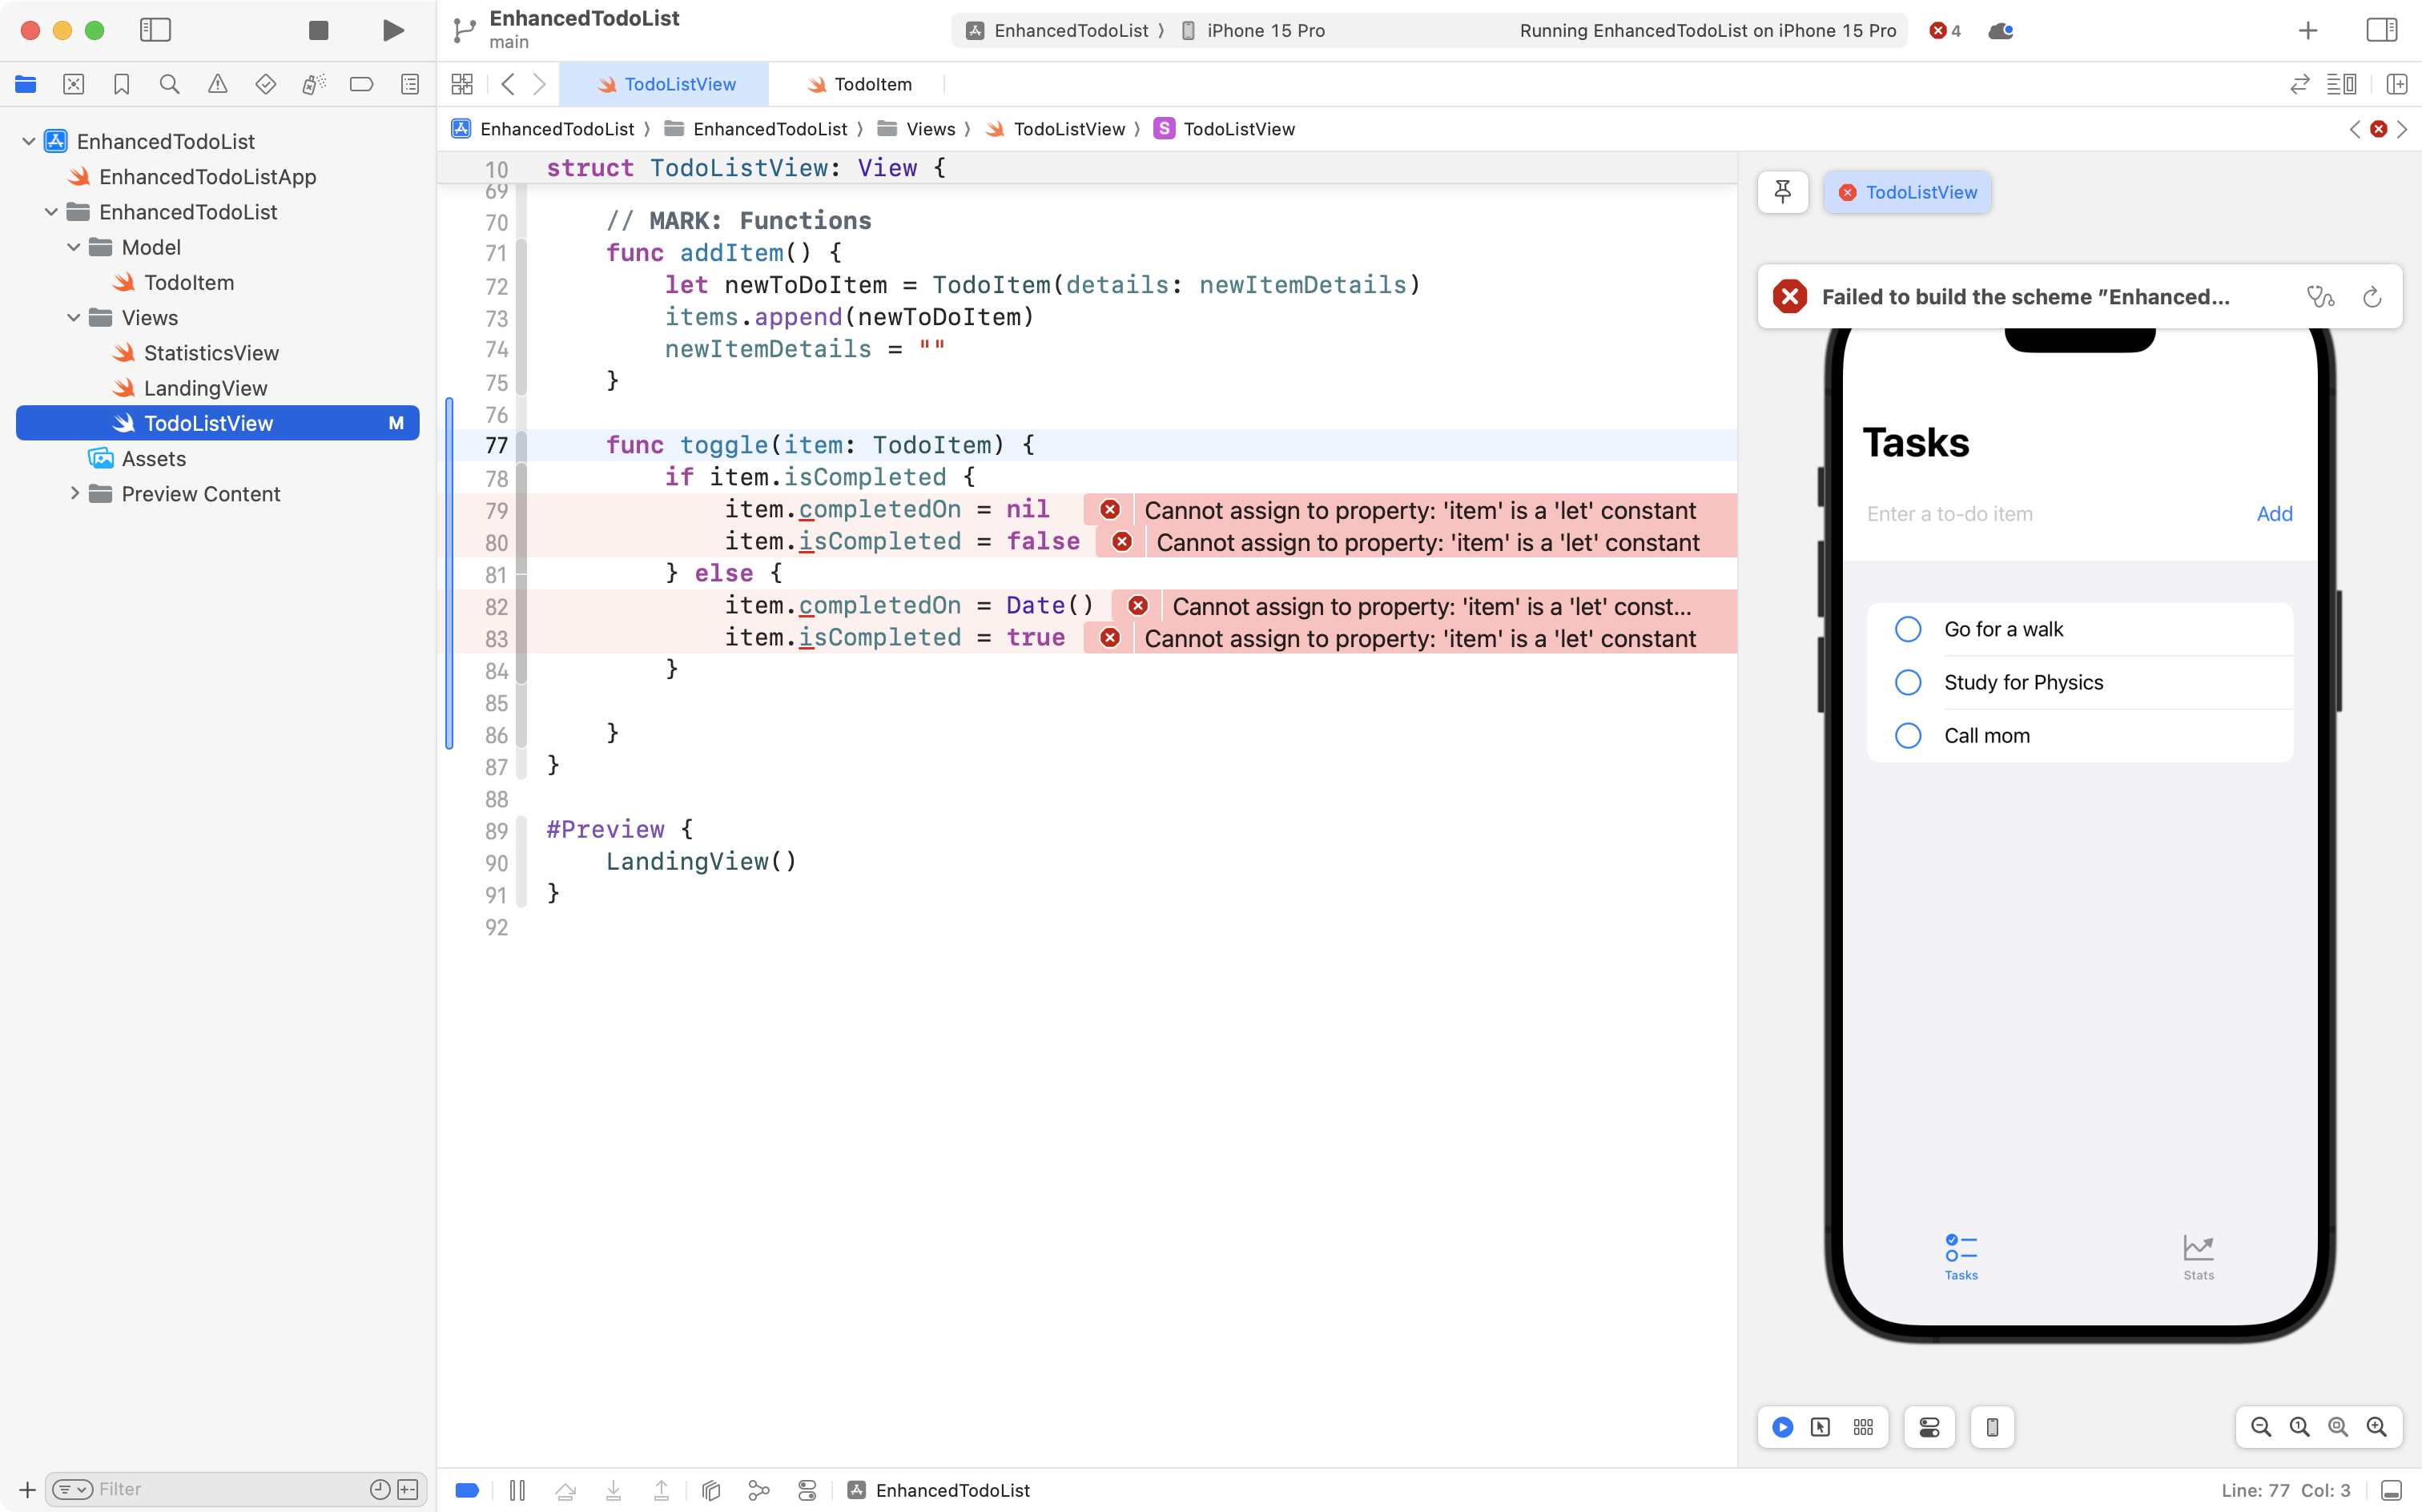 EnhancedTodoList
main
EnhancedTodoList
iPhone 15 Pro
Running EnhancedTodoList on iPhone 15 Pro
4
TodoListView
TodoItem
EnhancedTodoList
EnhancedTodoList
Views
TodoListView
S
TodoListView
EnhancedTodoList
EnhancedTodoListApp
EnhancedTodoList
Model
TodoItem
Views
StatisticsView
LandingView
TodoListView M
Assets
Preview Content
Filter
10 struct TodoListView: View {
69
70 // MARK: Functions
71 func addItem() {
72 let newToDoItem = TodoItem(details: newItemDetails)
73 items.append(newToDoItem)
74 newItemDetails = ""
75 }
76
77 func toggle(item: TodoItem) {
78 if item.isCompleted {
79 item.completedOn = nil Cannot assign to property: 'item' is a 'let' constant
80 item.isCompleted = false Cannot assign to property: 'item' is a 'let' constant
81 } else {
82 item.completedOn = Date() Cannot assign to property: 'item' is a 'let' const...
83 item.isCompleted = true Cannot assign to property: 'item' is a 'let' constant
84 }
85
86 }
87 }
88
89 #Preview {
90 LandingView()
91 }
92
TodoListView
Failed to build the scheme "Enhanced...
Tasks
Enter a to-do item
Add
Go for a walk
Study for Physics
Call mom
Tasks
Stats
EnhancedTodoList
Line: 77 Col: 3